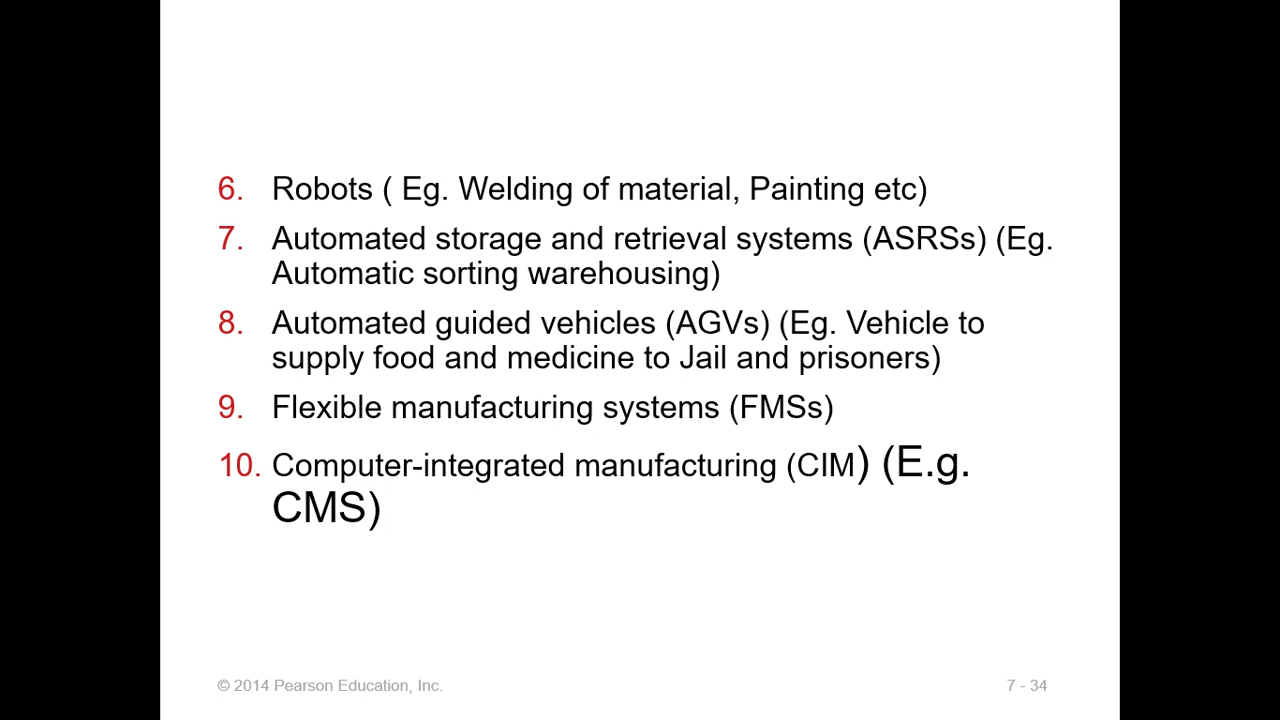 6. Robots ( Eg. Welding of material, Painting etc)
7. Automated storage and retrieval systems (ASRSs) (Eg.
Automatic sorting warehousing)
8. Automated guided vehicles (AGVs) (Eg. Vehicle to
supply food and medicine to Jail and prisoners)
9. Flexible manufacturing systems (FMSs)
10. Computer-integrated manufacturing (CIM) (E.g.
CMS)
© 2014 Pearson Education, Inc.
7 - 34